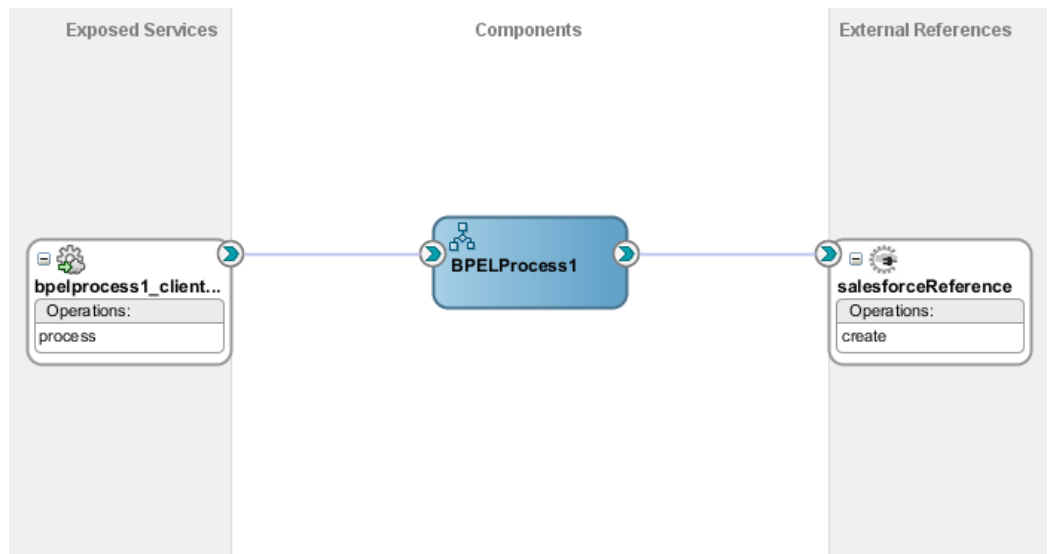 Exposed Services
Components
External References
bpelprocess1_client...
Operations:
process
BPELProcess1
salesforceReference
Operations:
create